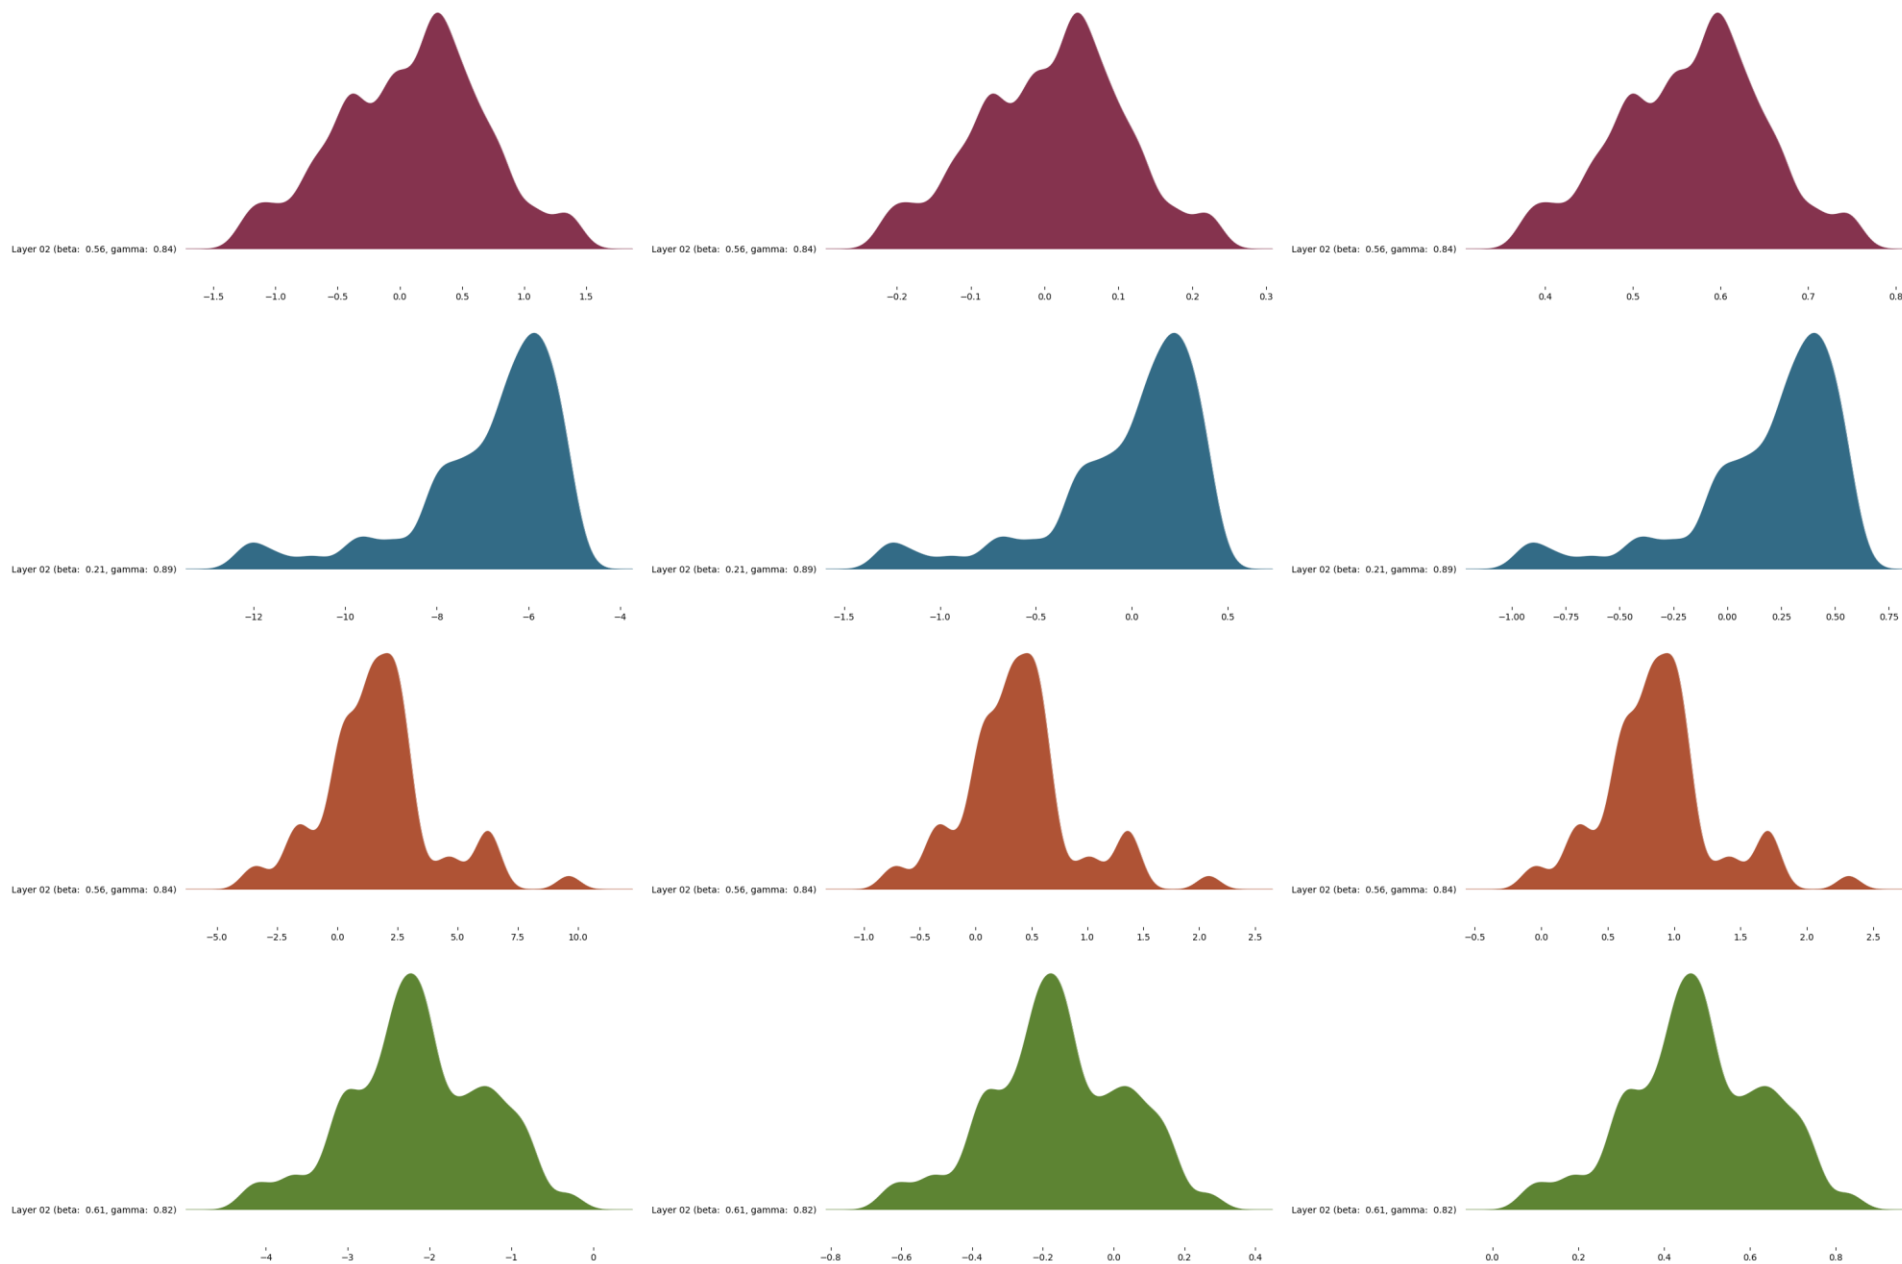 Layer 02 (beta:  0.56, gamma:  0.84) Layer 02 (beta:  0.56, gamma:  0.84) Layer 02 (beta:  0.56, gamma:  0.84)
−1.5 −1.0 −0.5 0.0 0.5 1.0 1.5 −0.2 −0.1 0.0 0.1 0.2 0.3 0.4 0.5 0.6 0.7 0.8
Layer 02 (beta:  0.21, gamma:  0.89) Layer 02 (beta:  0.21, gamma:  0.89) Layer 02 (beta:  0.21, gamma:  0.89)
−12 −10 −8 −6 −4 −1.5 −1.0 −0.5 0.0 0.5 −1.00 −0.75 −0.50 −0.25 0.00 0.25 0.50 0.75
Layer 02 (beta:  0.56, gamma:  0.84) Layer 02 (beta:  0.56, gamma:  0.84) Layer 02 (beta:  0.56, gamma:  0.84)
−5.0 −2.5 0.0 2.5 5.0 7.5 10.0 −1.0 −0.5 0.0 0.5 1.0 1.5 2.0 2.5 −0.5 0.0 0.5 1.0 1.5 2.0 2.5
Layer 02 (beta:  0.61, gamma:  0.82) Layer 02 (beta:  0.61, gamma:  0.82) Layer 02 (beta:  0.61, gamma:  0.82)
−4 −3 −2 −1 0 −0.8 −0.6 −0.4 −0.2 0.0 0.2 0.4 0.0 0.2 0.4 0.6 0.8